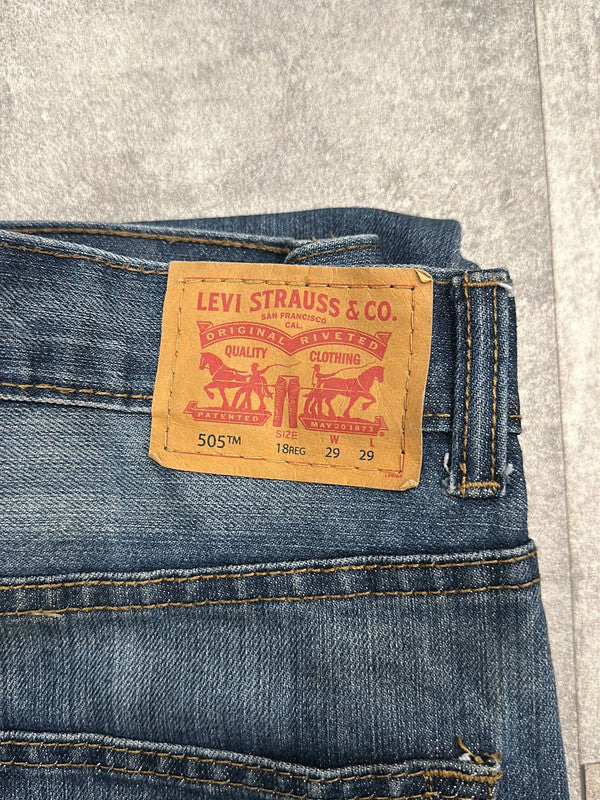 LEVI STRAUSS & CO.
SAN FRANCISCO
CAL.
ORIGINAL RIVETED
QUALITY CLOTHING
PATENTED MAY 20 1873
SIZE W L
505™ 18REG 29 29